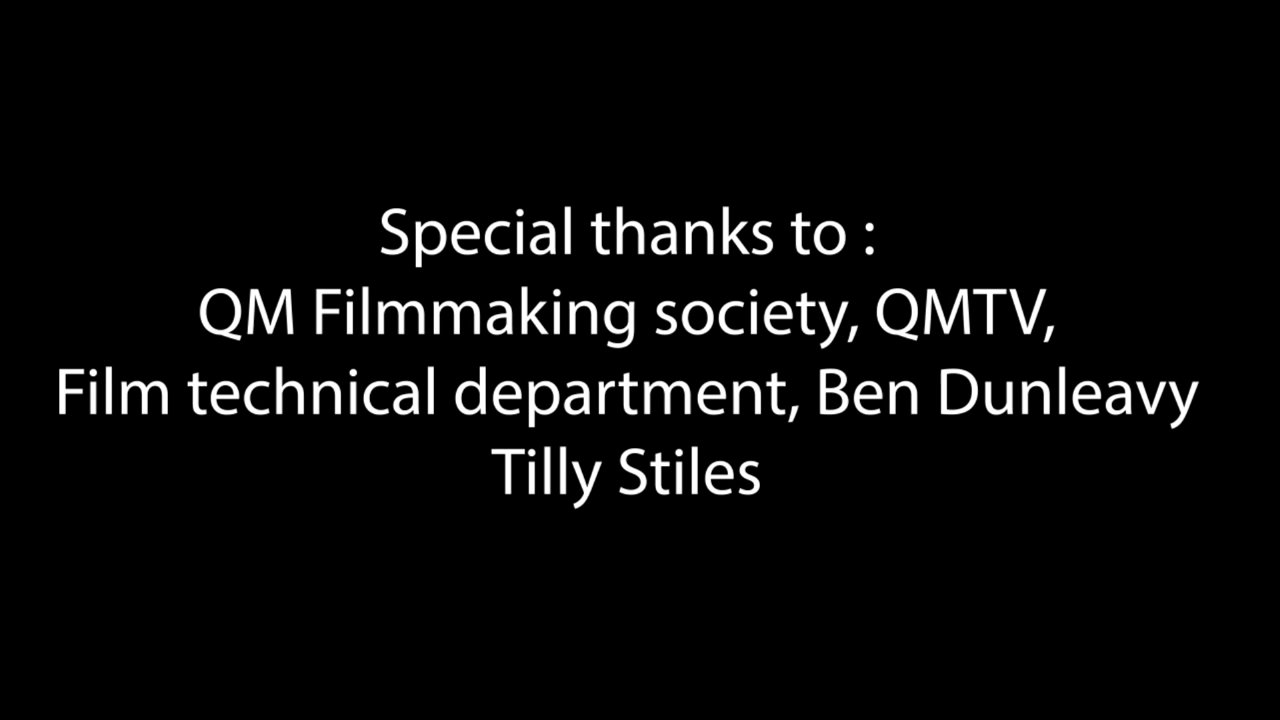 Special thanks to :
QM Filmmaking society, QMTV,
Film technical department, Ben Dunleavy
Tilly Stiles